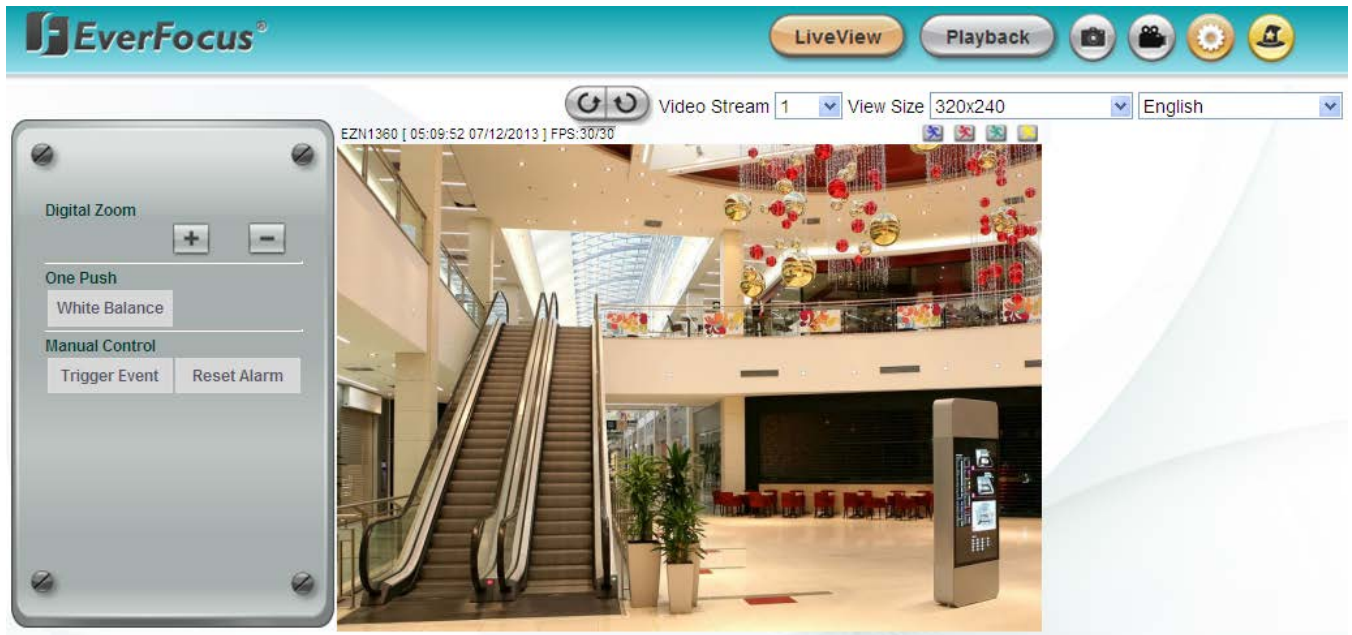 EverFocus®
LiveView Playback
Video Stream 1 View Size 320x240 English
EZN1360 [ 05:09:52 07/12/2013 ] FPS:30/30
Digital Zoom
+ -
One Push
White Balance
Manual Control
Trigger Event Reset Alarm